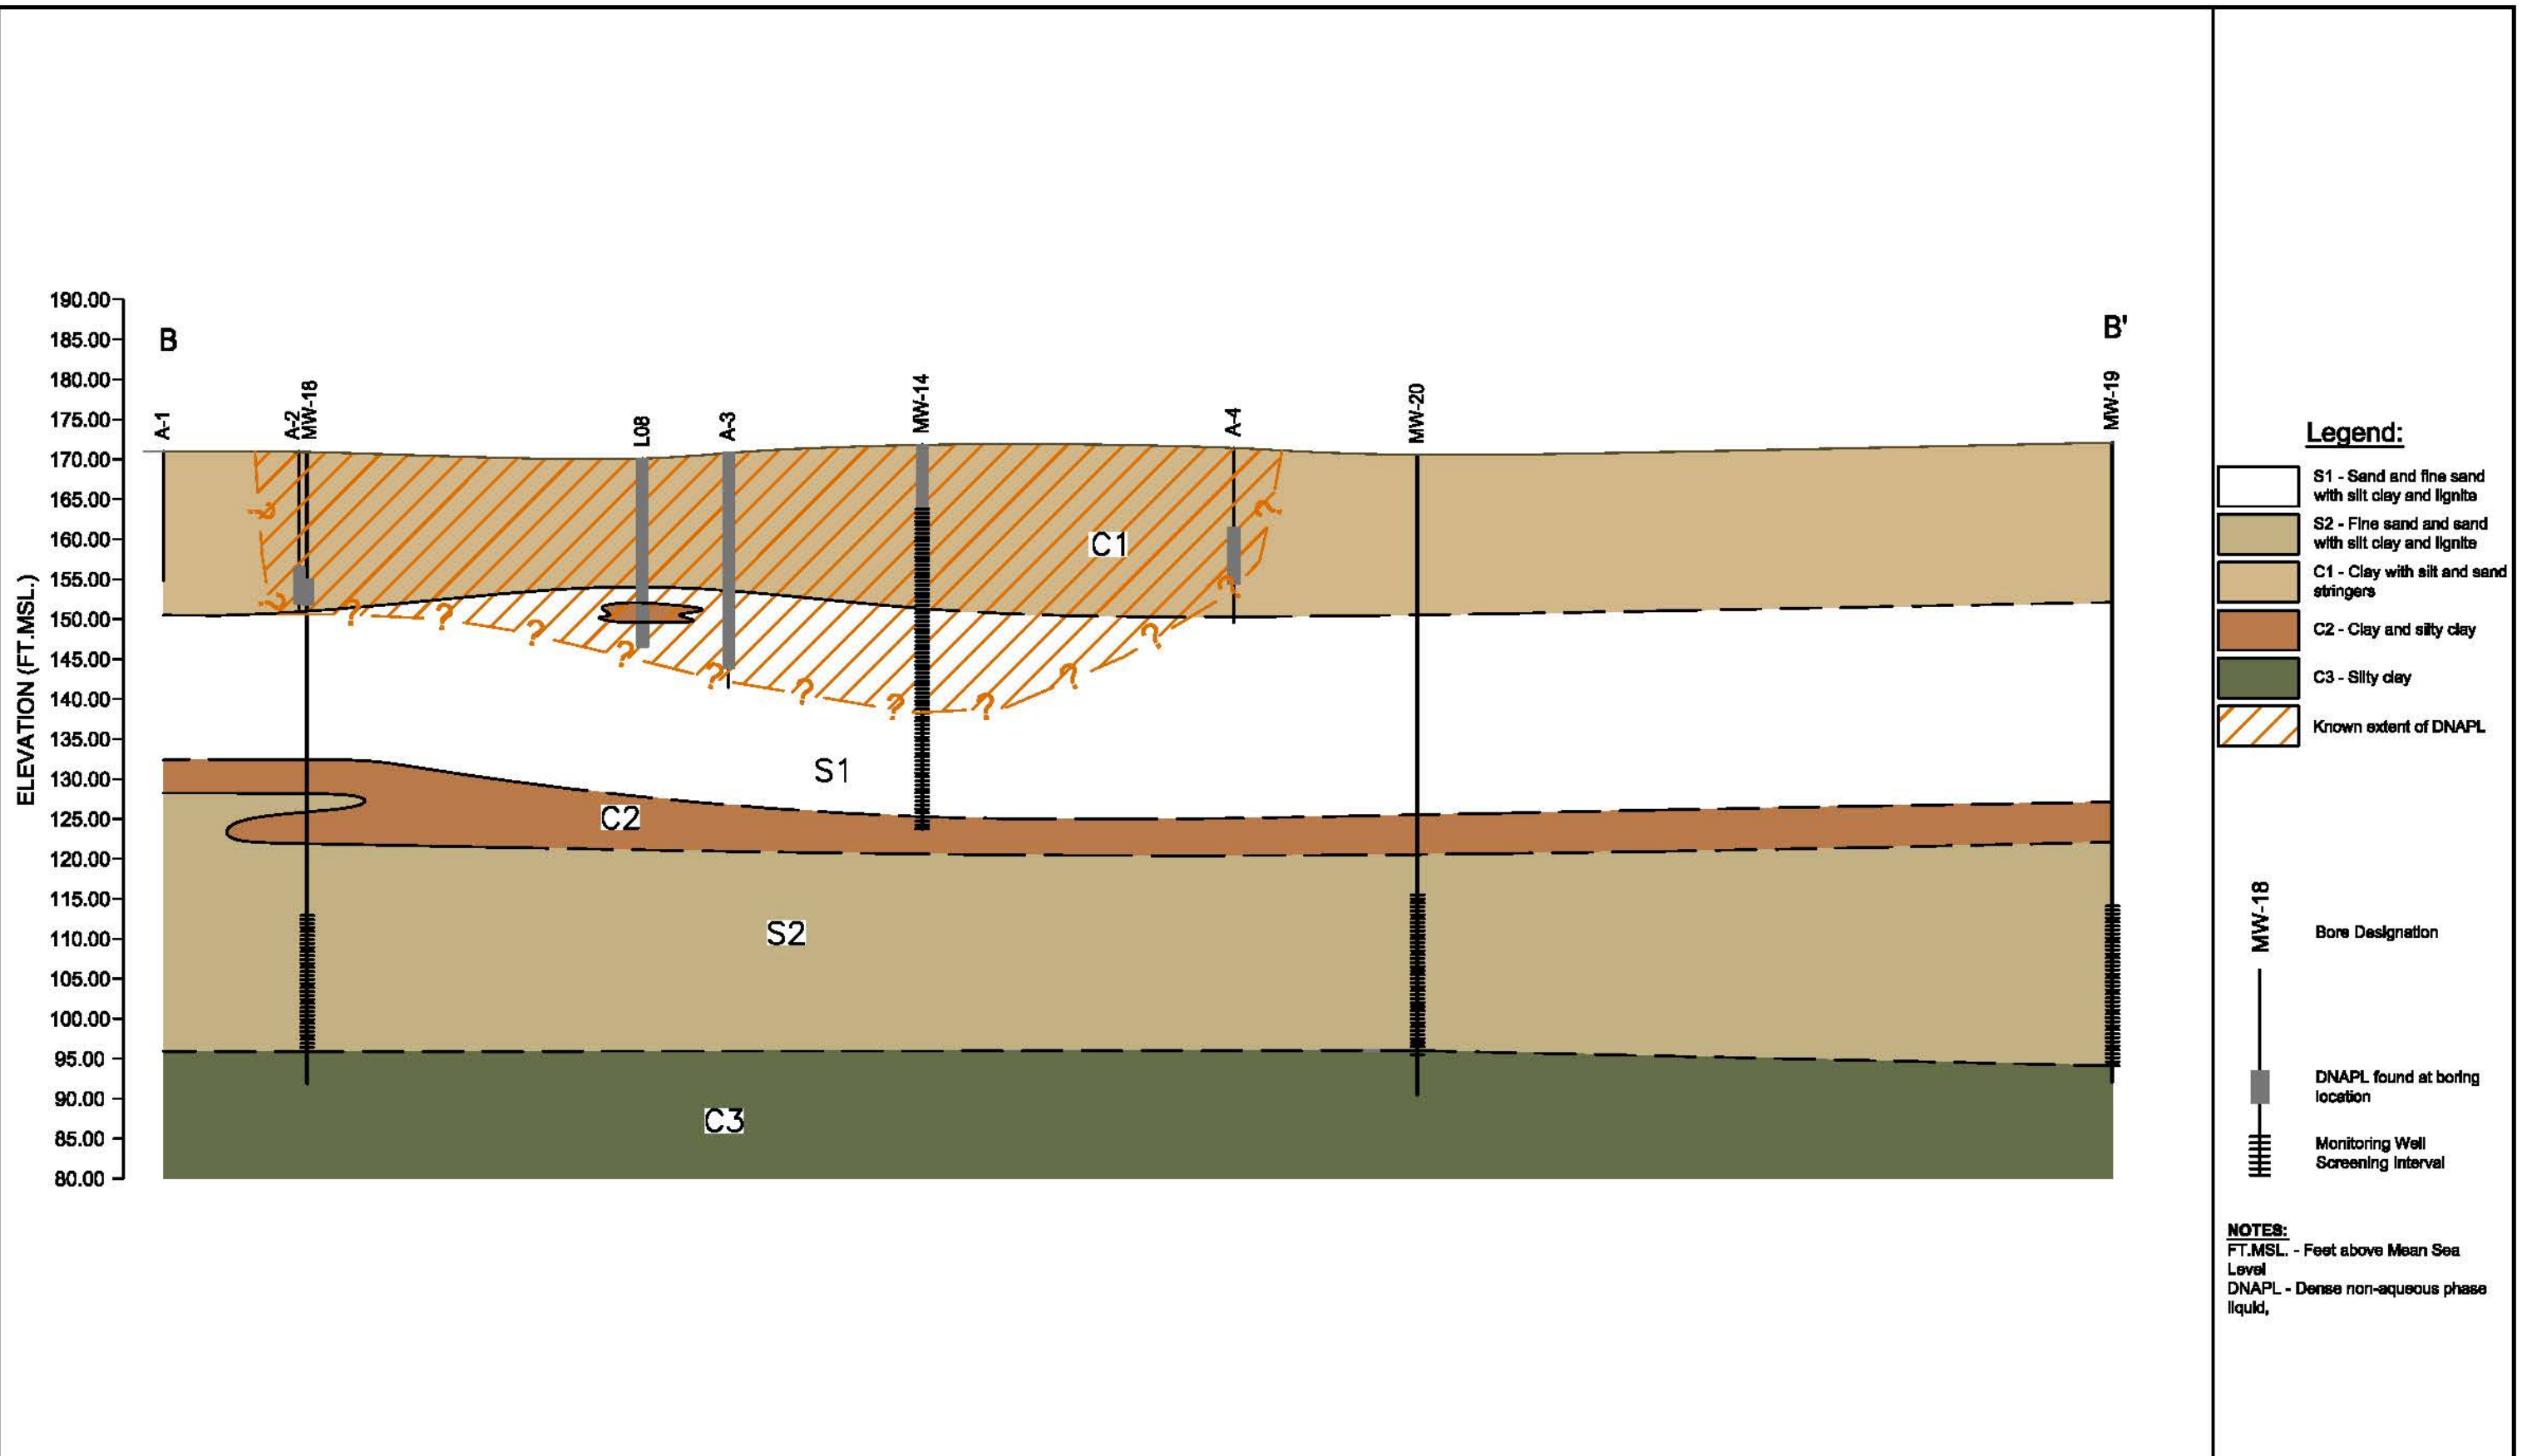 190.00
185.00
180.00
175.00
170.00
165.00
160.00
155.00
150.00
145.00
140.00
135.00
130.00
125.00
120.00
115.00
110.00
105.00
100.00
95.00
90.00
85.00
80.00
ELEVATION (FT.MSL.)
B
B'
A-1
A-2
MW-18
L08
A-3
MW-14
A-4
MW-20
MW-19
C1
S1
C2
S2
C3
? ? ? ? ? ? ? ? ? ? ? ? ? ? ?
Legend:
S1 - Sand and fine sand
with silt clay and lignite
S2 - Fine sand and sand
with silt clay and lignite
C1 - Clay with silt and sand
stringers
C2 - Clay and silty clay
C3 - Silty clay
Known extent of DNAPL
MW-18
Bore Designation
DNAPL found at boring
location
Monitoring Well
Screening Interval
NOTES:
FT.MSL. - Feet above Mean Sea
Level
DNAPL - Dense non-aqueous phase
liquid,